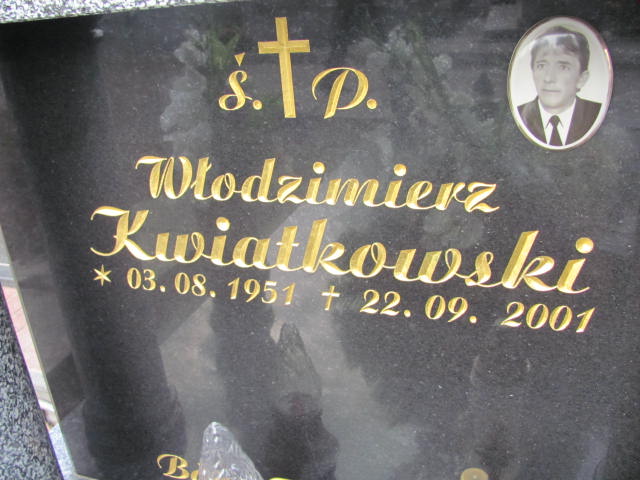 Ś. P.
Włodzimierz
Kwiatkowski
* 03.08.1951 † 22.09.2001